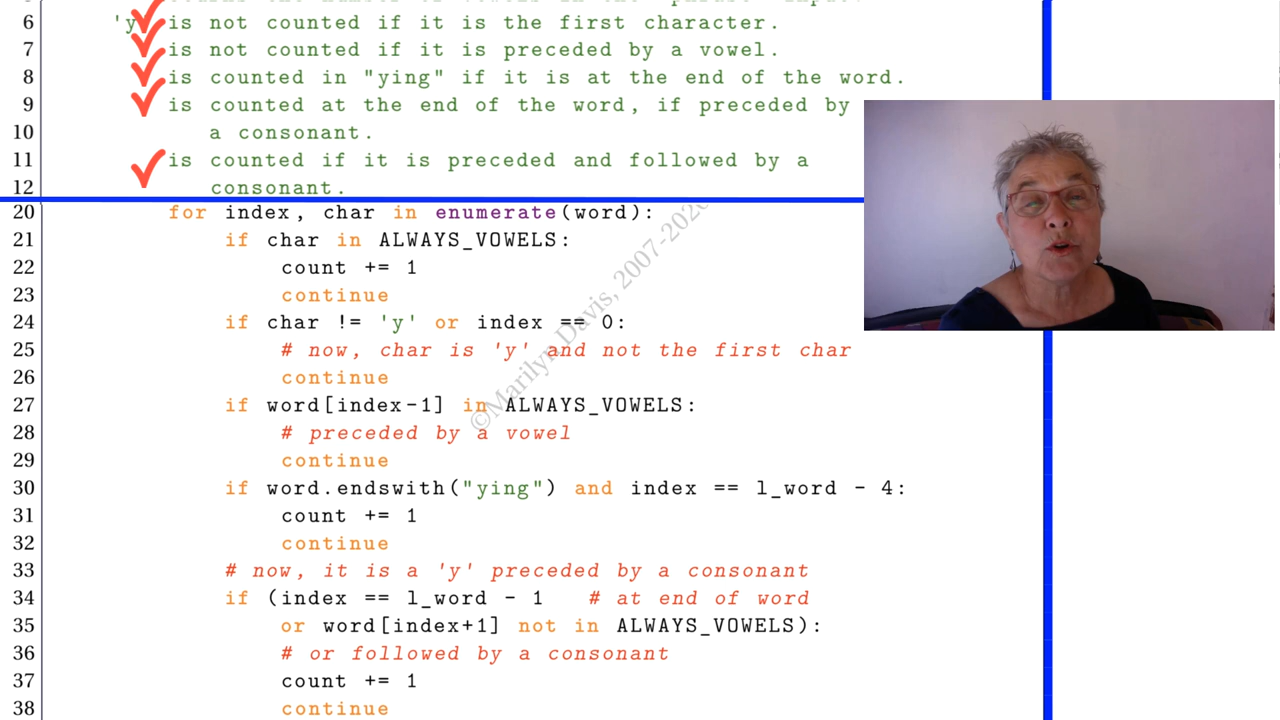 6 'y' is not counted if it is the first character.
7 is not counted if it is preceded by a vowel.
8 is counted in "ying" if it is at the end of the word.
9 is counted at the end of the word, if preceded by
10 a consonant.
11 is counted if it is preceded and followed by a
12 consonant.
20 for index, char in enumerate(word):
21 if char in ALWAYS_VOWELS:
22 count += 1
23 continue
24 if char != 'y' or index == 0:
25 # now, char is 'y' and not the first char
26 continue
27 if word[index-1] in ALWAYS_VOWELS:
28 # preceded by a vowel
29 continue
30 if word.endswith("ying") and index == l_word - 4:
31 count += 1
32 continue
33 # now, it is a 'y' preceded by a consonant
34 if (index == l_word - 1 # at end of word
35 or word[index+1] not in ALWAYS_VOWELS):
36 # or followed by a consonant
37 count += 1
38 continue
©Marilyn Davis, 2007-2020